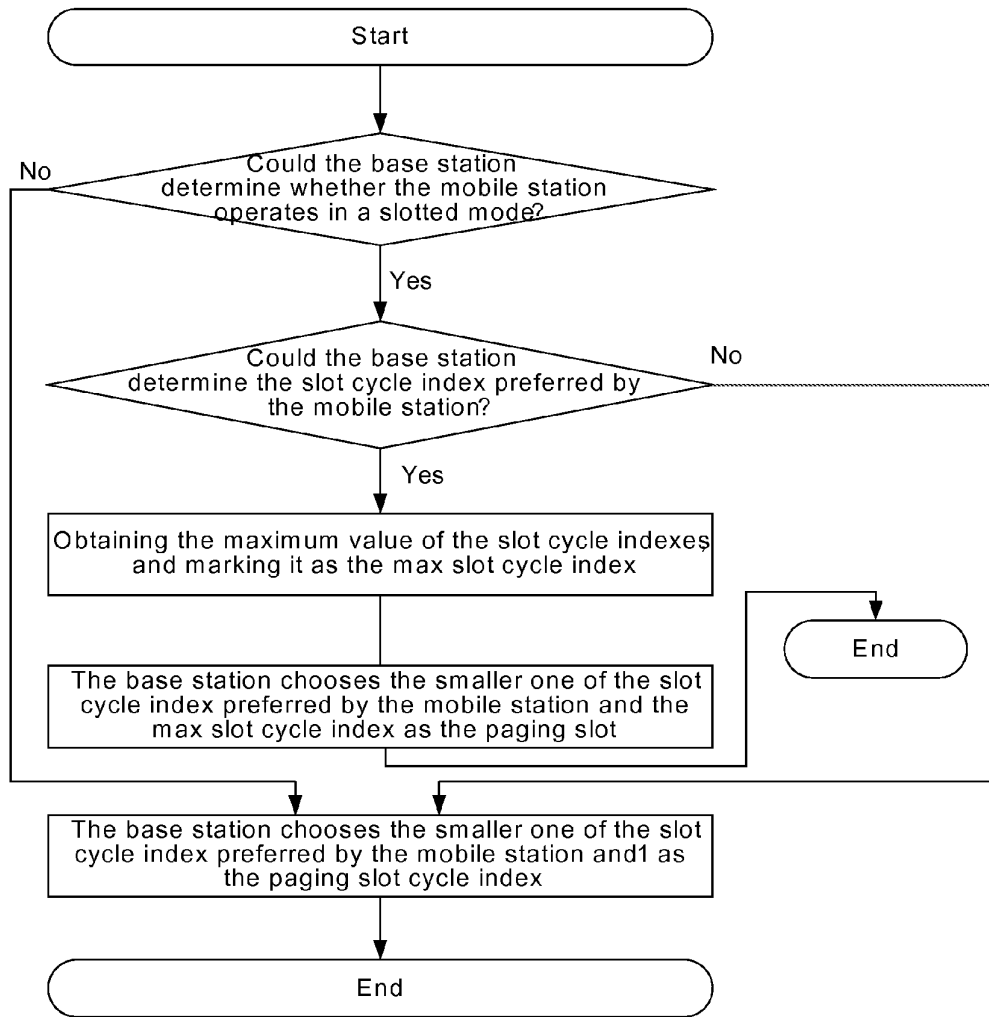 Start
Could the base station
determine whether the mobile station
operates in a slotted mode?
No
Yes
Could the base station
determine the slot cycle index preferred by
the mobile station?
No
Yes
Obtaining the maximum value of the slot cycle indexes,
and marking it as the max slot cycle index
End
The base station chooses the smaller one of the slot
cycle index preferred by the mobile station and the
max slot cycle index as the paging slot
The base station chooses the smaller one of the slot
cycle index preferred by the mobile station and1 as
the paging slot cycle index
End